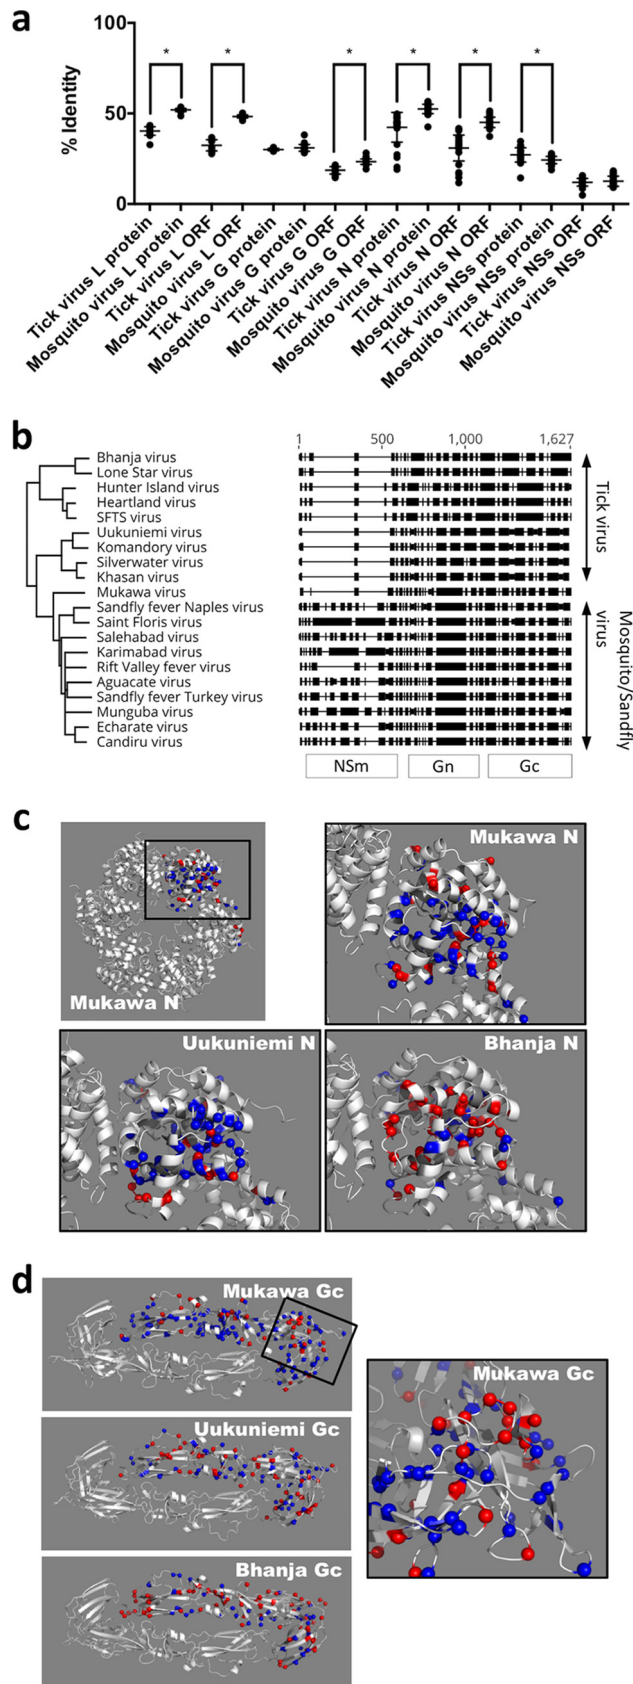 a
100
50
0
% Identity
*
*
*
*
*
*
Tick virus L protein
Mosquito virus L protein
Tick virus L ORF
Mosquito virus L ORF
Tick virus G protein
Mosquito virus G protein
Tick virus G ORF
Mosquito virus G ORF
Tick virus N protein
Mosquito virus N protein
Tick virus N ORF
Mosquito virus N ORF
Tick virus NSs protein
Mosquito virus NSs protein
Tick virus NSs ORF
Mosquito virus NSs ORF
b
1 500 1,000 1,627
Bhanja virus
Lone Star virus
Hunter Island virus
Heartland virus
SFTS virus
Uukuniemi virus
Komandory virus
Silverwater virus
Khasan virus
Mukawa virus
Sandfly fever Naples virus
Saint Floris virus
Salehabad virus
Karimabad virus
Rift Valley fever virus
Aguacate virus
Sandfly fever Turkey virus
Munguba virus
Echarate virus
Candiru virus
Tick virus
Mosquito/Sandfly
virus
NSm Gn Gc
c
Mukawa N
Mukawa N
Uukuniemi N
Bhanja N
d
Mukawa Gc
Uukuniemi Gc
Mukawa Gc
Bhanja Gc